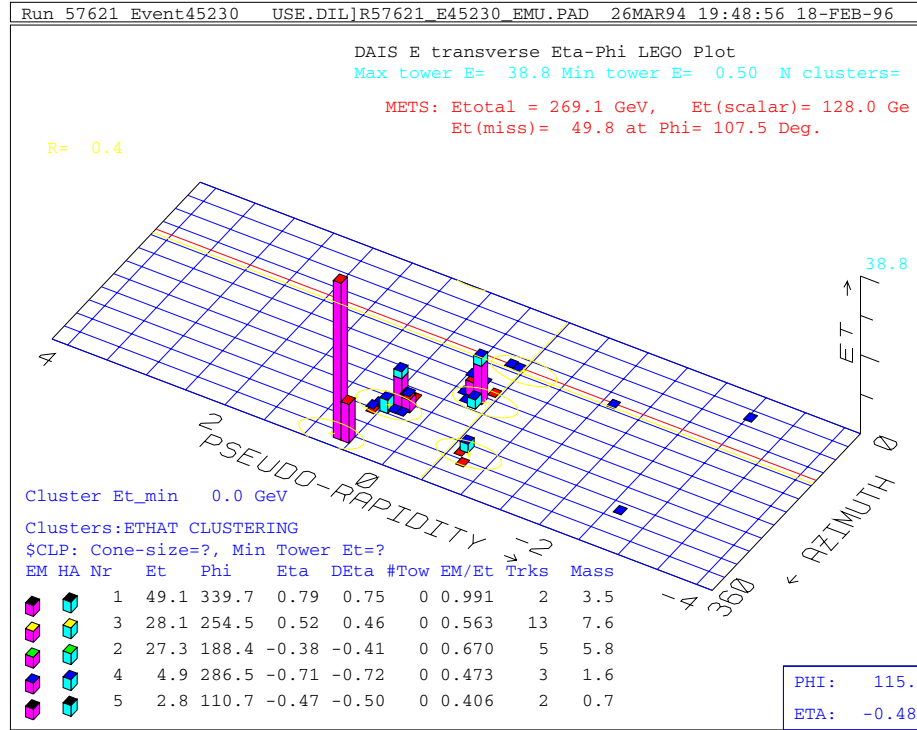 Run 57621 Event45230 USE.DIL]R57621_E45230_EMU.PAD 26MAR94 19:48:56 18-FEB-96
DAIS E transverse Eta-Phi LEGO Plot
Max tower E= 38.8 Min tower E= 0.50 N clusters=
METS: Etotal = 269.1 GeV, Et(scalar)= 128.0 Ge
Et(miss)= 49.8 at Phi= 107.5 Deg.
R= 0.4
38.8
ET →
4
2
0
-2
-4
PSEUDO-RAPIDITY →
0
360
← AZIMUTH
Cluster Et_min 0.0 GeV
Clusters:ETHAT CLUSTERING
$CLP: Cone-size=?, Min Tower Et=?
EM HA Nr Et Phi Eta DEta #Tow EM/Et Trks Mass
1 49.1 339.7 0.79 0.75 0 0.991 2 3.5
3 28.1 254.5 0.52 0.46 0 0.563 13 7.6
2 27.3 188.4 -0.38 -0.41 0 0.670 5 5.8
4 4.9 286.5 -0.71 -0.72 0 0.473 3 1.6
5 2.8 110.7 -0.47 -0.50 0 0.406 2 0.7
PHI: 115.
ETA: -0.48